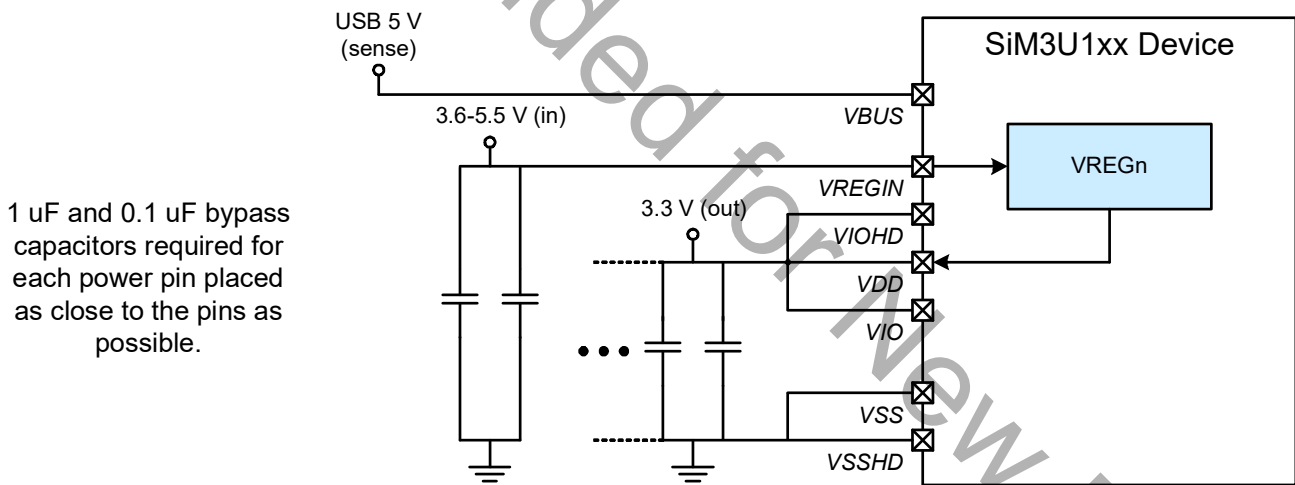 USB 5 V
(sense)
SiM3U1xx Device
3.6-5.5 V (in)
VBUS
VREGn
VREGIN
1 uF and 0.1 uF bypass
capacitors required for
each power pin placed
as close to the pins as
possible.
3.3 V (out)
VIOHD
VDD
VIO
VSS
VSSHD
for New